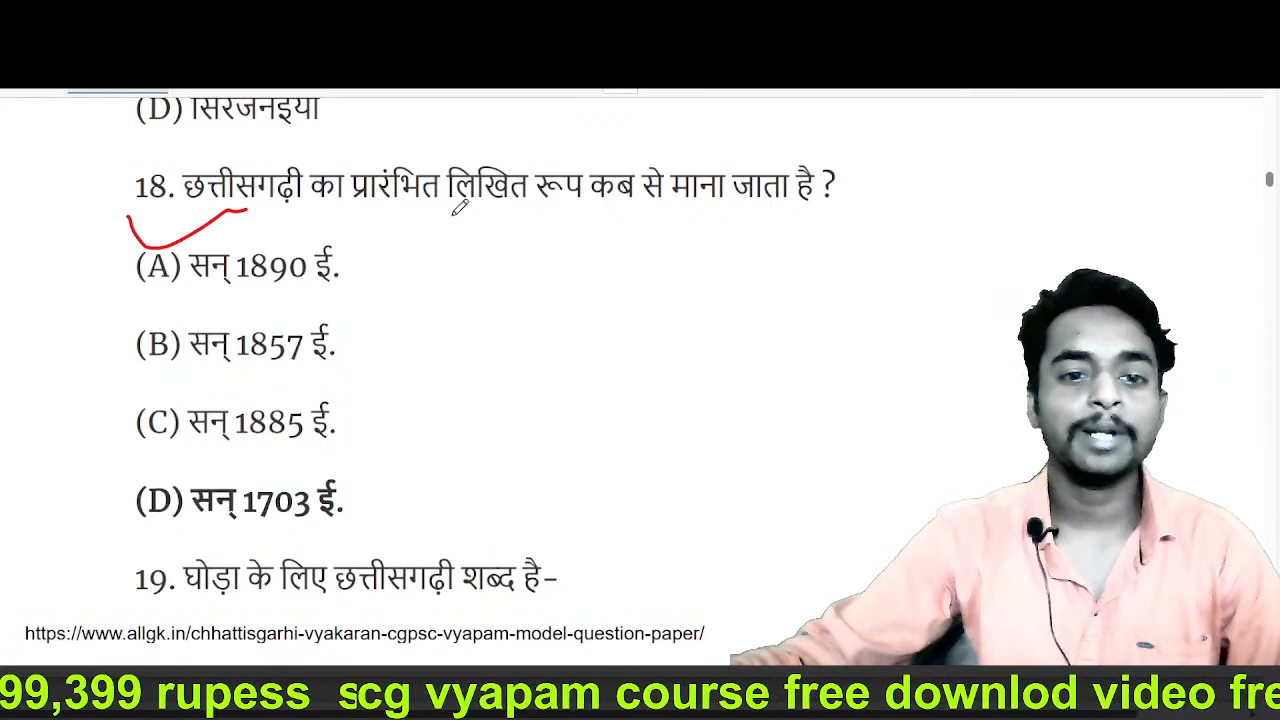 (D) सिरजनइया
18. छत्तीसगढ़ी का प्रारंभित लिखित रूप कब से माना जाता है ?
(A) सन् 1890 ई.
(B) सन् 1857 ई.
(C) सन् 1885 ई.
(D) सन् 1703 ई.
19. घोड़ा के लिए छत्तीसगढ़ी शब्द है-
https://www.allgk.in/chhattisgarhi-vyakaran-cgpsc-vyapam-model-question-paper/
99,399 rupess scg vyapam course free downlod video fre